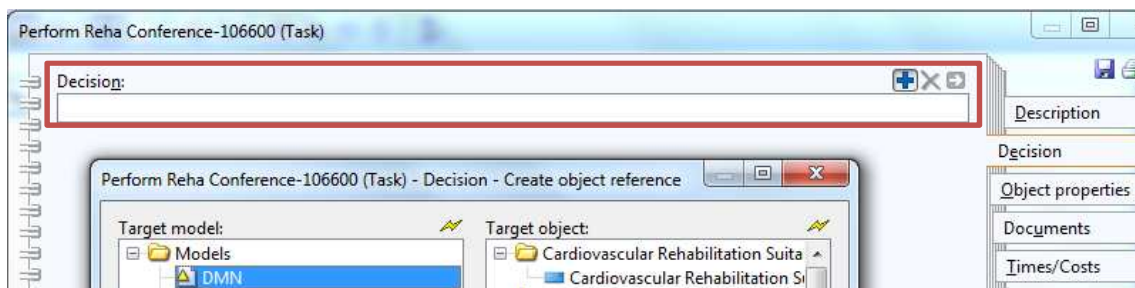 Perform Reha Conference-106600 (Task)
Decision:
Description
Decision
Object properties
Documents
Times/Costs
Perform Reha Conference-106600 (Task) - Decision - Create object reference
Target model:
Models
DMN
Target object:
Cardiovascular Rehabilitation Suita
Cardiovascular Rehabilitation